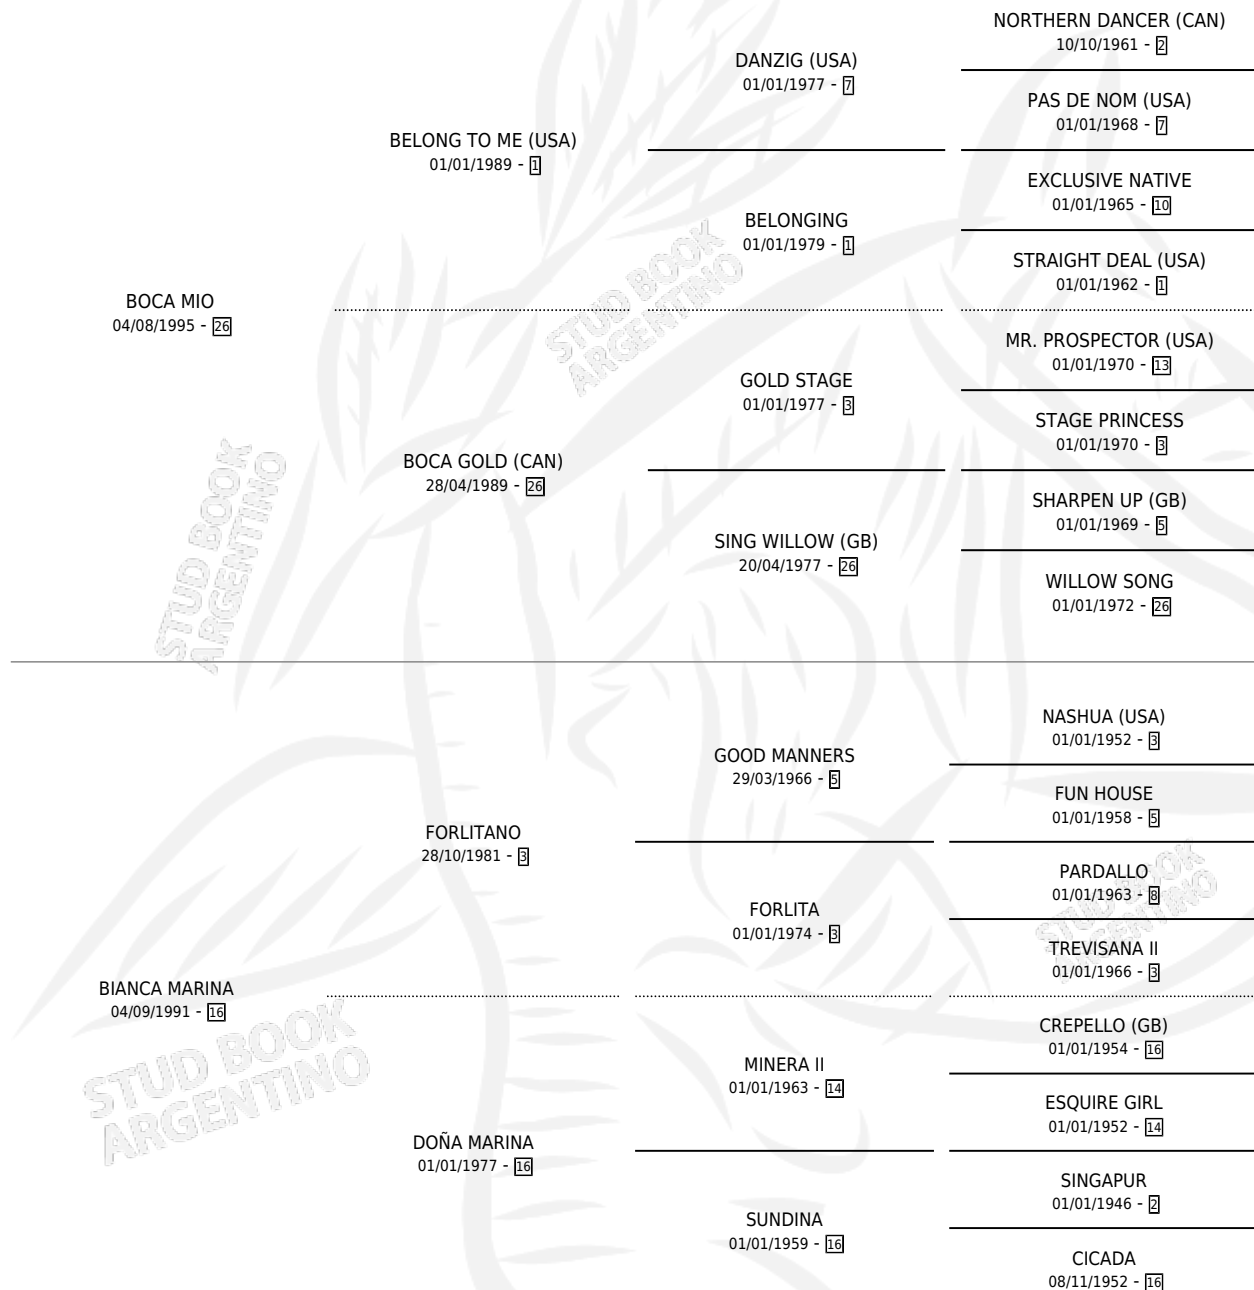 BOCA MIO
04/08/1995 - 26
BELONG TO ME (USA)
01/01/1989 - 1
DANZIG (USA)
01/01/1977 - 7
NORTHERN DANCER (CAN)
10/10/1961 - 2
PAS DE NOM (USA)
01/01/1968 - 7
BELONGING
01/01/1979 - 1
EXCLUSIVE NATIVE
01/01/1965 - 10
STRAIGHT DEAL (USA)
01/01/1962 - 1
BOCA GOLD (CAN)
28/04/1989 - 26
GOLD STAGE
01/01/1977 - 3
MR. PROSPECTOR (USA)
01/01/1970 - 13
STAGE PRINCESS
01/01/1970 - 3
SING WILLOW (GB)
20/04/1977 - 26
SHARPEN UP (GB)
01/01/1969 - 5
WILLOW SONG
01/01/1972 - 26
BIANCA MARINA
04/09/1991 - 16
FORLITANO
28/10/1981 - 3
GOOD MANNERS
29/03/1966 - 5
NASHUA (USA)
01/01/1952 - 3
FUN HOUSE
01/01/1958 - 5
FORLITA
01/01/1974 - 3
PARDALLO
01/01/1963 - 8
TREVISANA II
01/01/1966 - 3
DOÑA MARINA
01/01/1977 - 16
MINERA II
01/01/1963 - 14
CREPELLO (GB)
01/01/1954 - 16
ESQUIRE GIRL
01/01/1952 - 14
SUNDINA
01/01/1959 - 16
SINGAPUR
01/01/1946 - 2
CICADA
08/11/1952 - 16
STUD BOOK
ARGENTINO
STUD BOOK
ARGENTINO
STUD BOOK
ARGENTINO
STUD BOOK
ARGENTINO